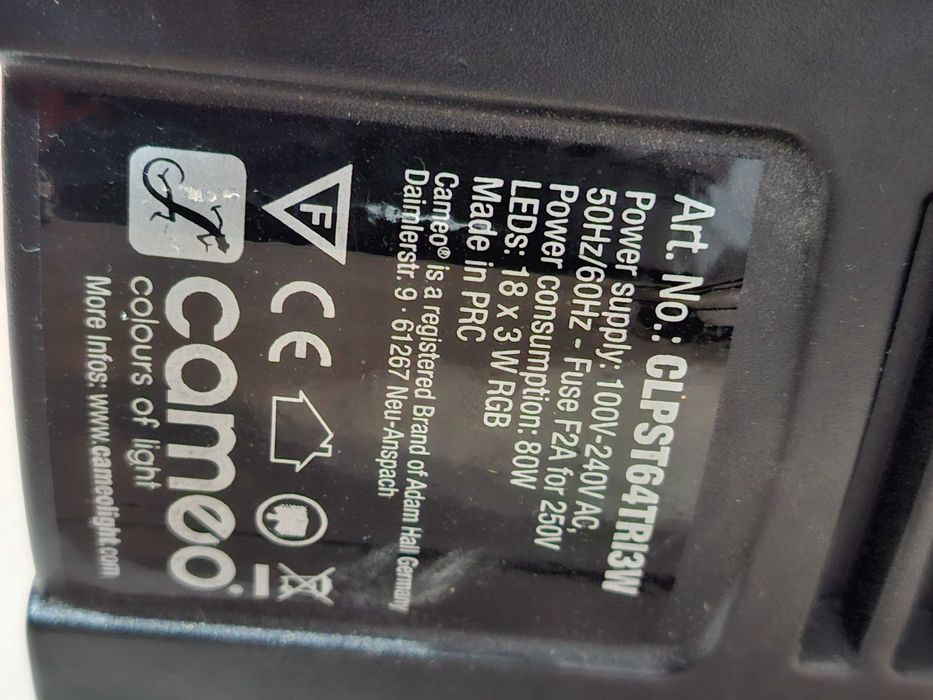 Art. No.: CLPST64TRI3W
Power supply: 100V-240V AC,
50Hz/60Hz - Fuse F2A for 250V
Power consumption: 80W
LEDs: 18 x 3 W RGB
Made in PRC
Cameo® is a registered Brand of Adam Hall Germany
Daimlerstr. 9 · 61267 Neu-Anspach
F CE
cameo
colours of light
More Infos: www.cameolight.com